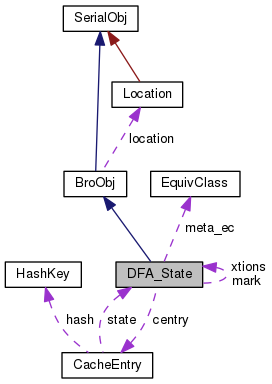 SerialObj
Location
location
BroObj
EquivClass
meta_ec
HashKey
DFA_State
xtions
mark
hash
state
centry
CacheEntry